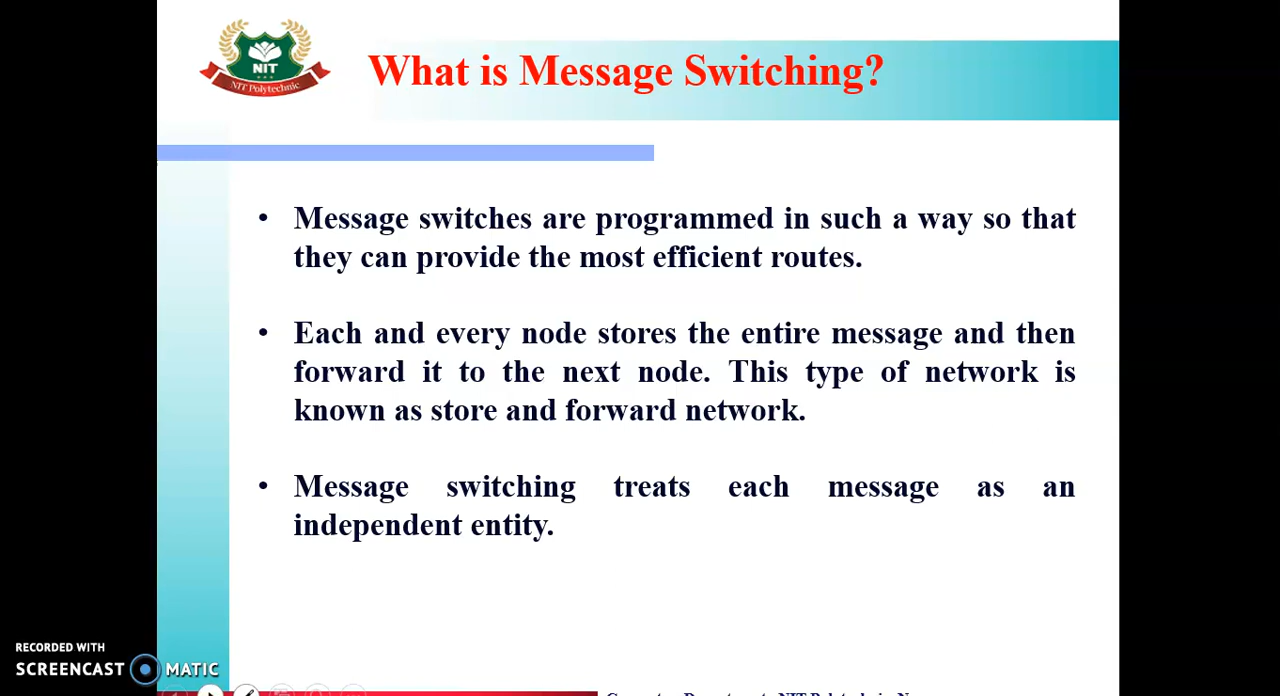 NIT
NIT Polytechnic
What is Message Switching?
• Message switches are programmed in such a way so that
they can provide the most efficient routes.
• Each and every node stores the entire message and then
forward it to the next node. This type of network is
known as store and forward network.
• Message switching treats each message as an
independent entity.
RECORDED WITH
SCREENCAST MATIC